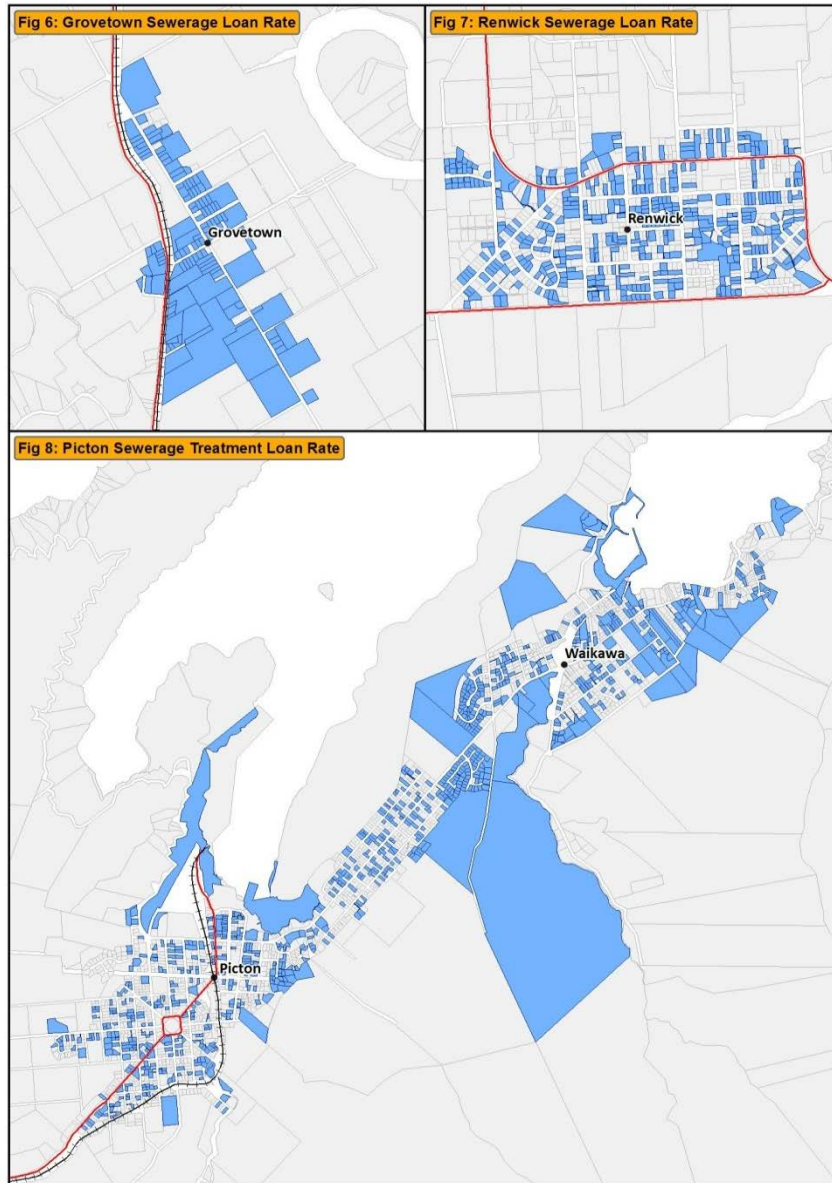 Fig 6: Grovetown Sewerage Loan Rate
Grovetown
Fig 7: Renwick Sewerage Loan Rate
Renwick
Fig 8: Picton Sewerage Treatment Loan Rate
Waikawa
Picton